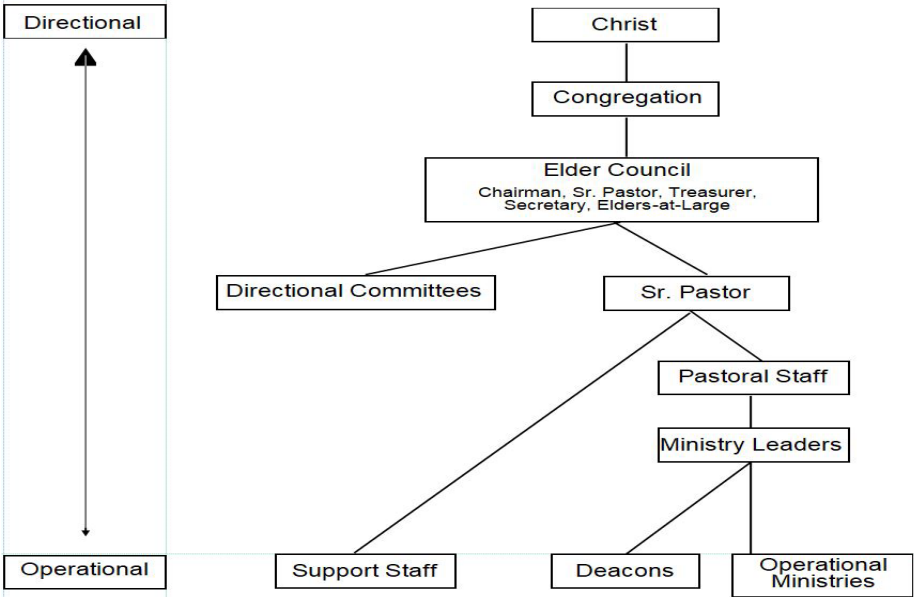 Directional
Christ
Congregation
Elder Council
Chairman, Sr. Pastor, Treasurer,
Secretary, Elders-at-Large
Directional Committees
Sr. Pastor
Pastoral Staff
Ministry Leaders
Operational
Support Staff
Deacons
Operational
Ministries